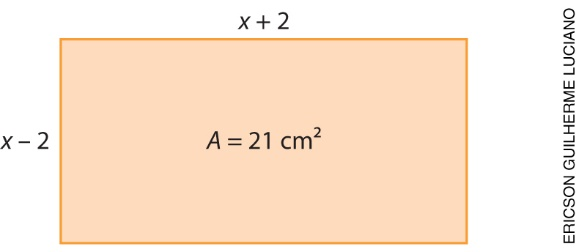 x + 2
x – 2
A = 21 cm²
ERICSON GUILHERME LUCIANO